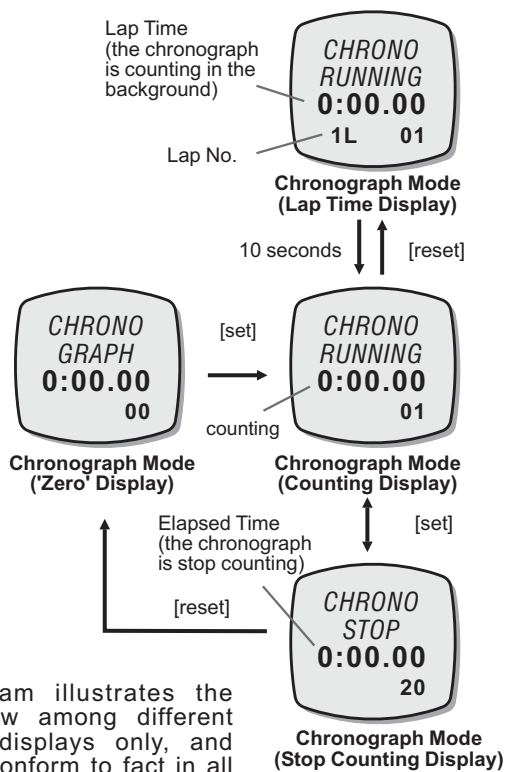 Lap Time
(the chronograph
is counting in the
background)
CHRONO
RUNNING
0:00.00
1L 01
Lap No.
Chronograph Mode
(Lap Time Display)
10 seconds
[reset]
CHRONO
GRAPH
0:00.00
00
[set]
CHRONO
RUNNING
0:00.00
01
counting
Chronograph Mode
('Zero' Display)
Chronograph Mode
(Counting Display)
Elapsed Time
(the chronograph
is stop counting)
[set]
[reset]
CHRONO
STOP
0:00.00
20
Chronograph Mode
(Stop Counting Display)
am illustrates the
w among different
displays only, and
onform to fact in all